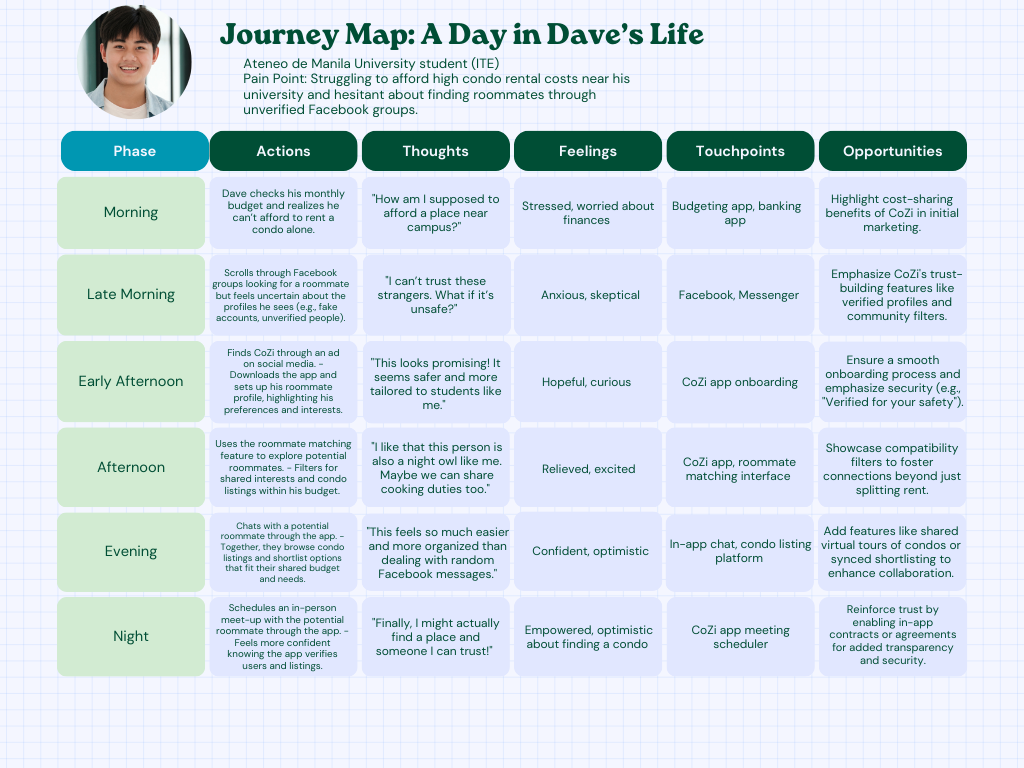 Journey Map: A Day in Dave's Life
Ateneo de Manila University student (ITE)
Pain Point: Struggling to afford high condo rental costs near his
university and hesitant about finding roommates through
unverified Facebook groups.
Phase
Actions
Thoughts
Feelings
Touchpoints
Opportunities
Morning
Dave checks his monthly
budget and realizes he
can't afford to rent a
condo alone.
"How am I supposed to
afford a place near
campus?"
Stressed, worried about
finances
Budgeting app, banking
app
Highlight cost-sharing
benefits of CoZi in initial
marketing.
Late Morning
Scrolls through Facebook
groups looking for a roommate
but feels uncertain about the
profiles he sees (e.g., fake
accounts, unverified people).
"I can't trust these
strangers. What if it's
unsafe?"
Anxious, skeptical
Facebook, Messenger
Emphasize CoZi's trust-
building features like
verified profiles and
community filters.
Early Afternoon
Finds CoZi through an ad
on social media. -
Downloads the app and
sets up his roommate
profile, highlighting his
preferences and interests.
"This looks promising! It
seems safer and more
tailored to students like
me."
Hopeful, curious
CoZi app onboarding
Ensure a smooth
onboarding process and
emphasize security (e.g.,
"Verified for your safety").
Afternoon
Uses the roommate matching
feature to explore potential
roommates. - Filters for
shared interests and condo
listings within his budget.
"I like that this person is
also a night owl like me.
Maybe we can share
cooking duties too."
Relieved, excited
CoZi app, roommate
matching interface
Showcase compatibility
filters to foster
connections beyond just
splitting rent.
Evening
Chats with a potential
roommate through the app. -
Together, they browse condo
listings and shortlist options
that fit their shared budget
and needs.
"This feels so much easier
and more organized than
dealing with random
Facebook messages."
Confident, optimistic
In-app chat, condo listing
platform
Add features like shared
virtual tours of condos or
synced shortlisting to
enhance collaboration.
Night
Schedules an in-person
meet-up with the potential
roommate through the app. -
Feels more confident
knowing the app verifies
users and listings.
"Finally, I might actually
find a place and
someone I can trust!"
Empowered, optimistic
about finding a condo
CoZi app meeting
scheduler
Reinforce trust by
enabling in-app
contracts or agreements
for added transparency
and security.